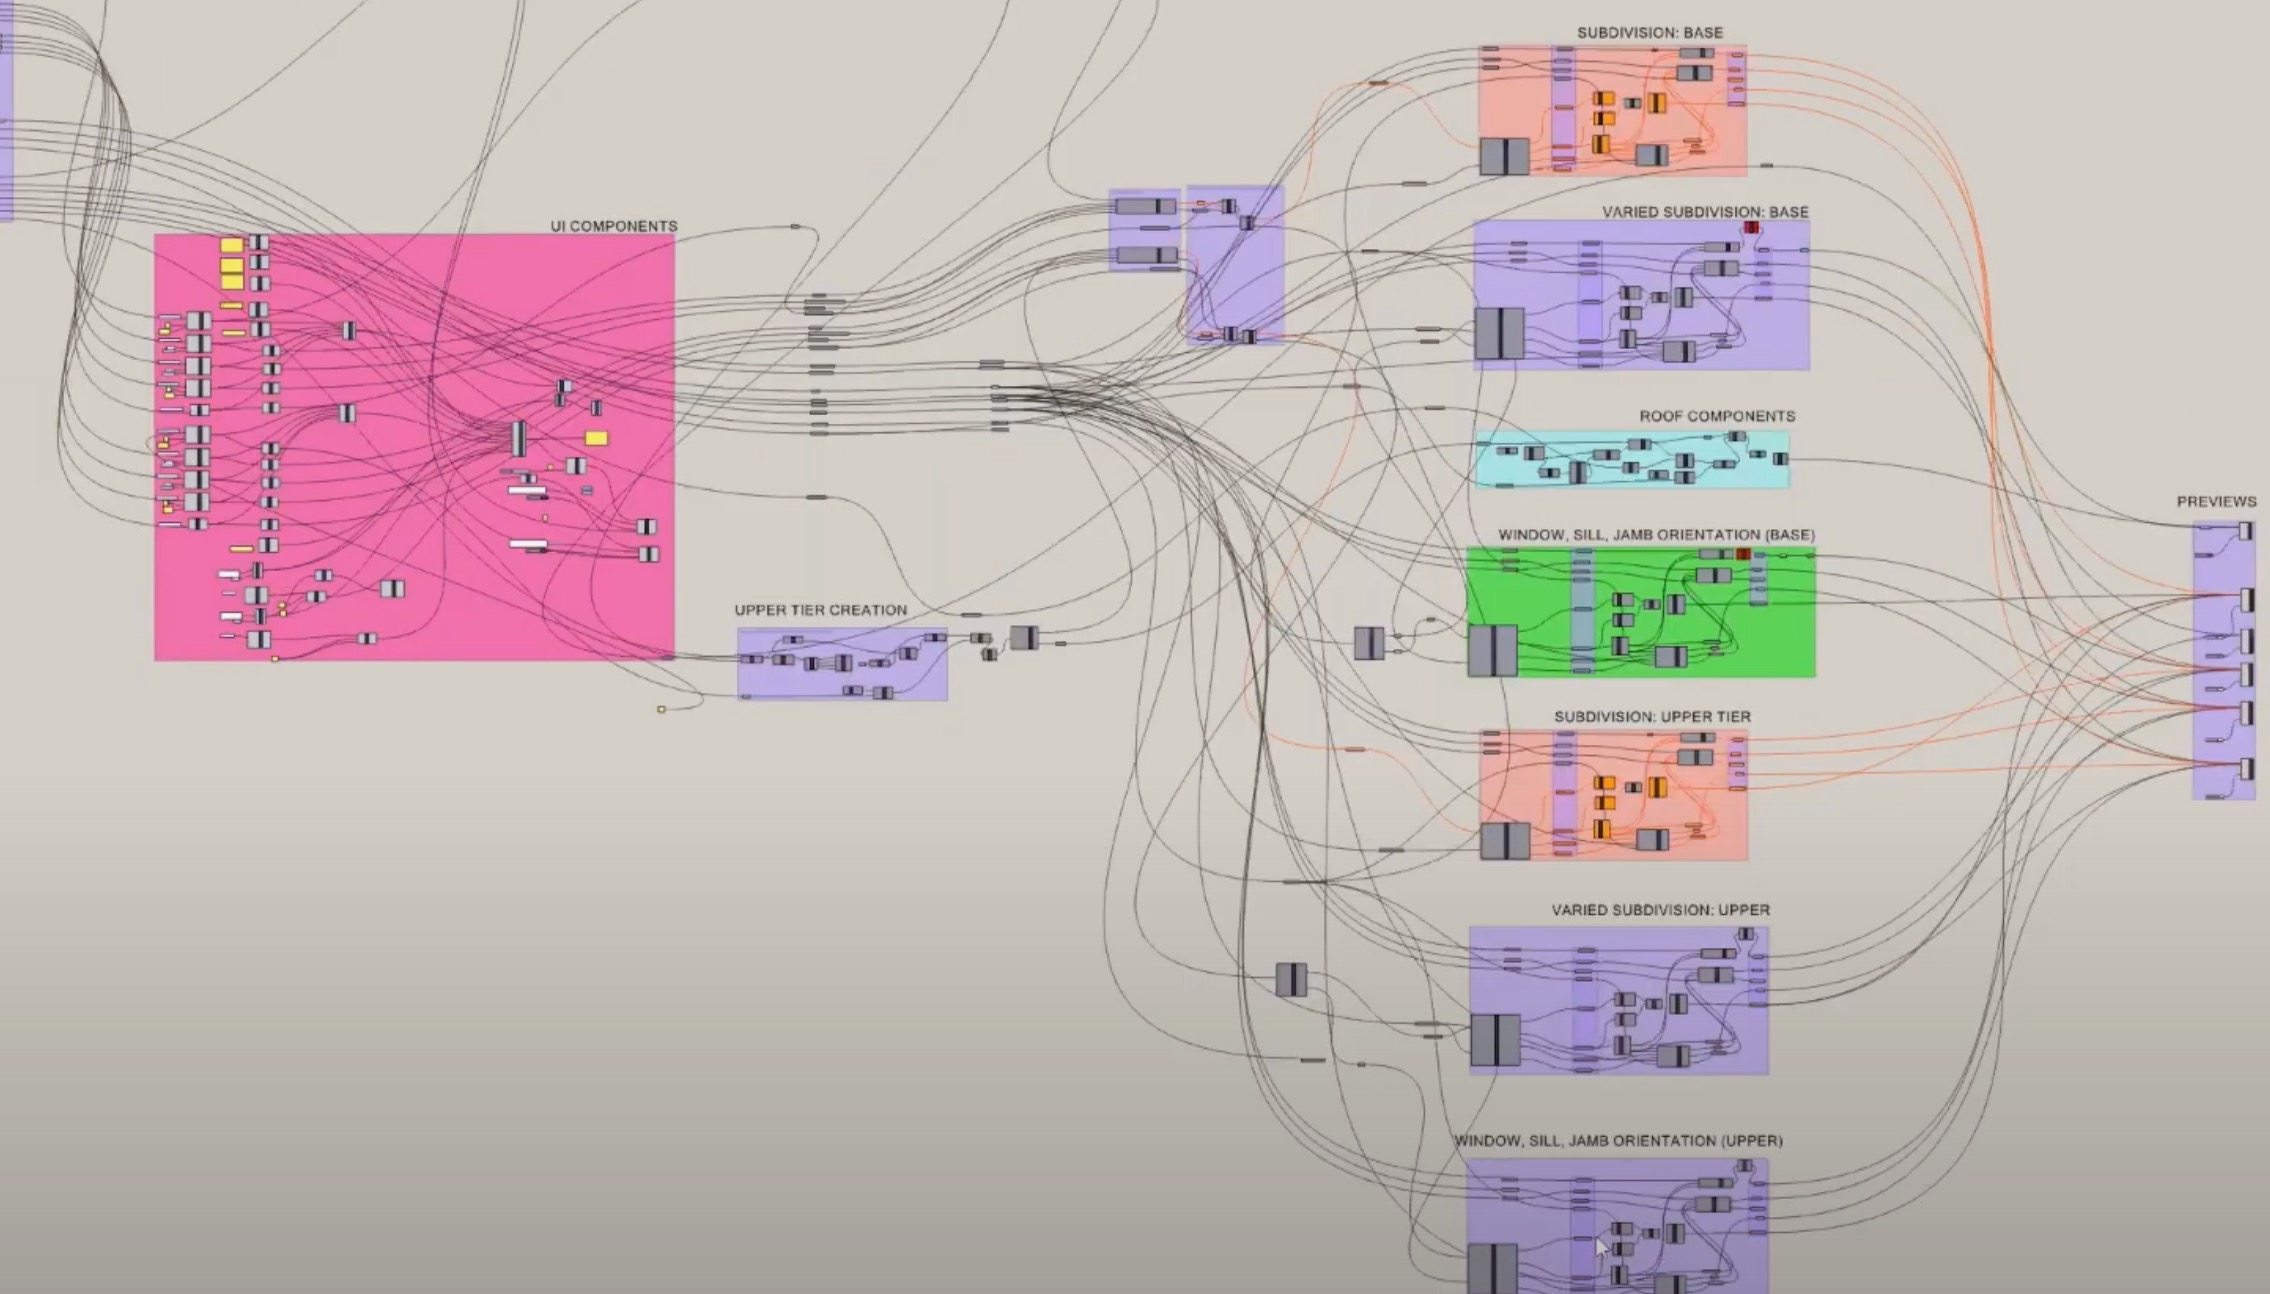 SUBDIVISION: BASE
VARIED SUBDIVISION: BASE
UI COMPONENTS
ROOF COMPONENTS
PREVIEWS
WINDOW, SILL, JAMB ORIENTATION (BASE)
UPPER TIER CREATION
SUBDIVISION: UPPER TIER
VARIED SUBDIVISION: UPPER
WINDOW, SILL, JAMB ORIENTATION (UPPER)